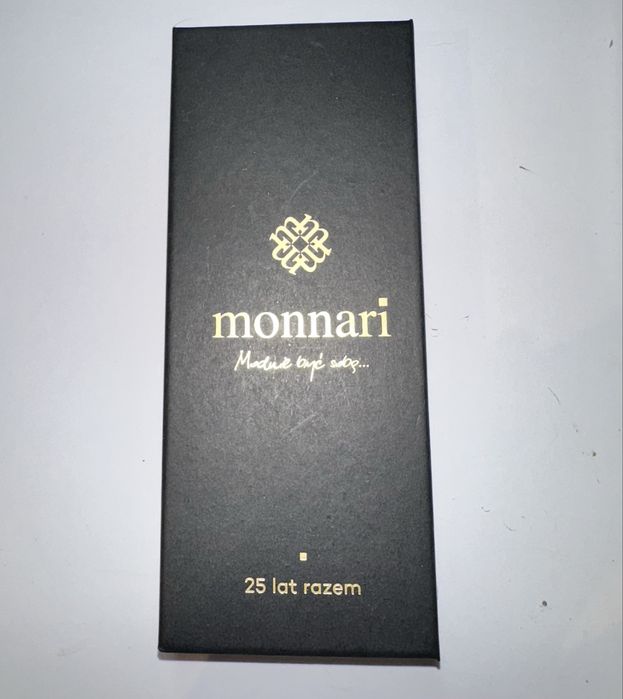 monnari
Modnie być sobą...
25 lat razem